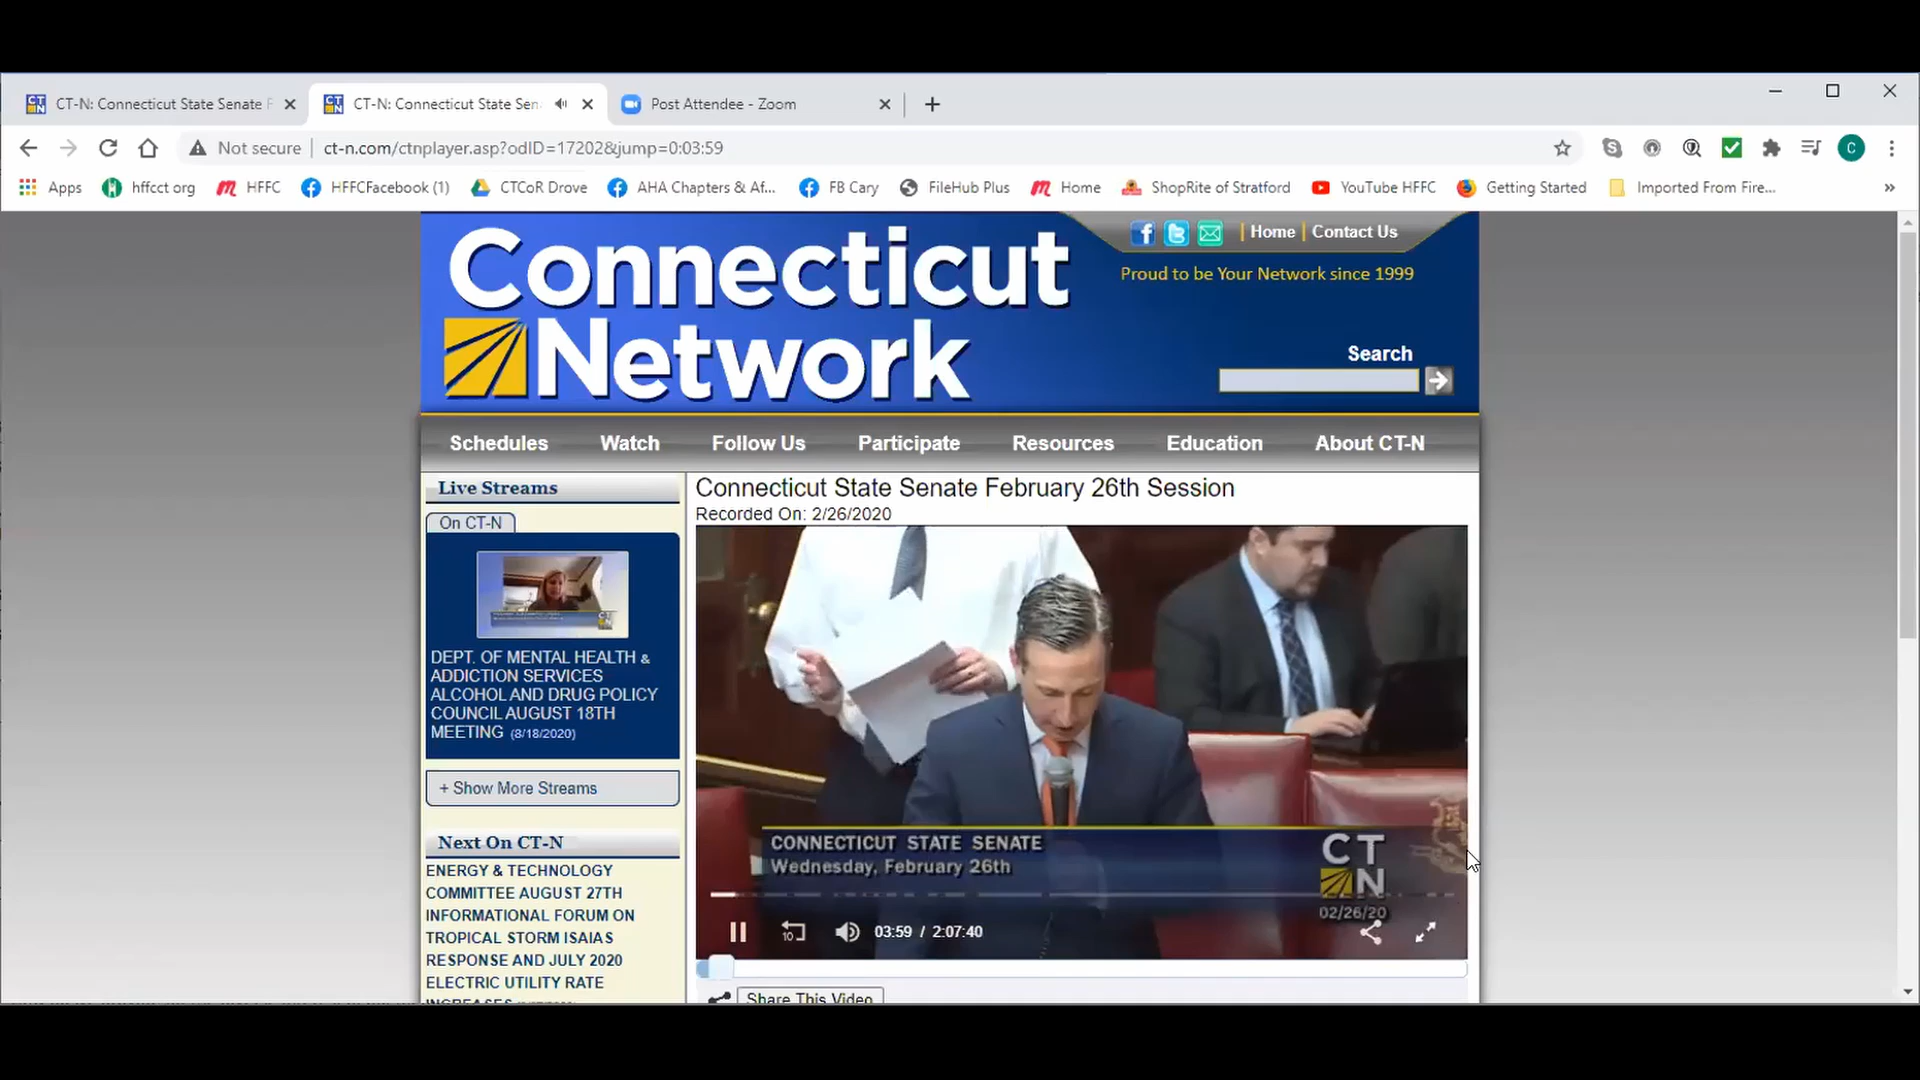 CT-N: Connecticut State Senate F
CT-N: Connecticut State Sen
Post Attendee - Zoom
Not secure
ct-n.com/ctnplayer.asp?odID=17202&jump=0:03:59
C
Apps
hffcct org
HFFC
HFFCFacebook (1)
CTCoR Drove
AHA Chapters & Af...
FB Cary
FileHub Plus
Home
ShopRite of Stratford
YouTube HFFC
Getting Started
Imported From Fire...
»
Connecticut
Network
Home
Contact Us
Proud to be Your Network since 1999
Search
Schedules
Watch
Follow Us
Participate
Resources
Education
About CT-N
Live Streams
On CT-N
DEPT. OF MENTAL HEALTH &
ADDICTION SERVICES
ALCOHOL AND DRUG POLICY
COUNCIL AUGUST 18TH
MEETING (8/18/2020)
+ Show More Streams
Next On CT-N
ENERGY & TECHNOLOGY
COMMITTEE AUGUST 27TH
INFORMATIONAL FORUM ON
TROPICAL STORM ISAIAS
RESPONSE AND JULY 2020
ELECTRIC UTILITY RATE
Connecticut State Senate February 26th Session
Recorded On: 2/26/2020
CONNECTICUT STATE SENATE
Wednesday, February 26th
CT
N
02/26/20
10
03:59 / 2:07:40
Share This Video